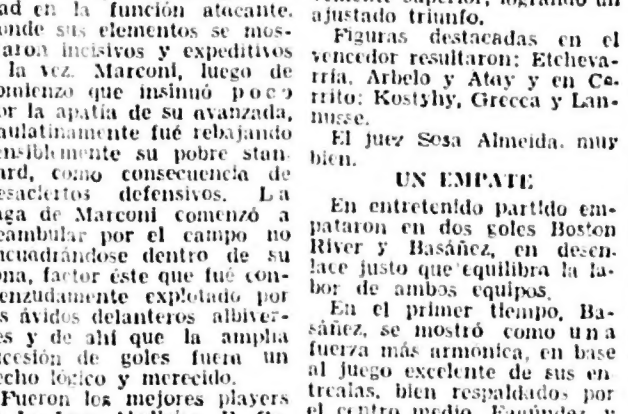 ad en la función atacante.
onde sus elementos se mos-
aron incisivos y expeditivos
la vez. Marconi, luego de
omienzo que insinuó poco
or la apatía de su avanzada,
aulatinamente fué rebajando
ensiblemente su pobre stan-
ard, como consecuencia de
esaciertos defensivos. La
aga de Marconi comenzó a
eambular por el campo no
ncuadrándose dentro de su
ona, factor éste que fué con-
enzudamente explotado por
s ávidos delanteros albiver-
es y de ahí que la amplia
cesión de goles fuera un
echo lógico y merecido.
Fueron los mejores players
superior, logrando un
ajustado triunfo.
Figuras destacadas en el
vencedor resultaron: Etcheva-
rría, Arbelo y Atay y en Ce-
rrito: Kostyhy, Grecca y Lan-
nusse.
El juez Sosa Almeida, muy
bien.
UN EMPATE
En entretenido partido em-
pataron en dos goles Boston
River y Basáñez, en desen-
lace justo que equilibra la la-
bor de ambos equipos.
En el primer tiempo, Ba-
sáñez, se mostró como una
fuerza más armónica, en base
al juego excelente de sus en-
trealas, bien respaldados por
el centro medio